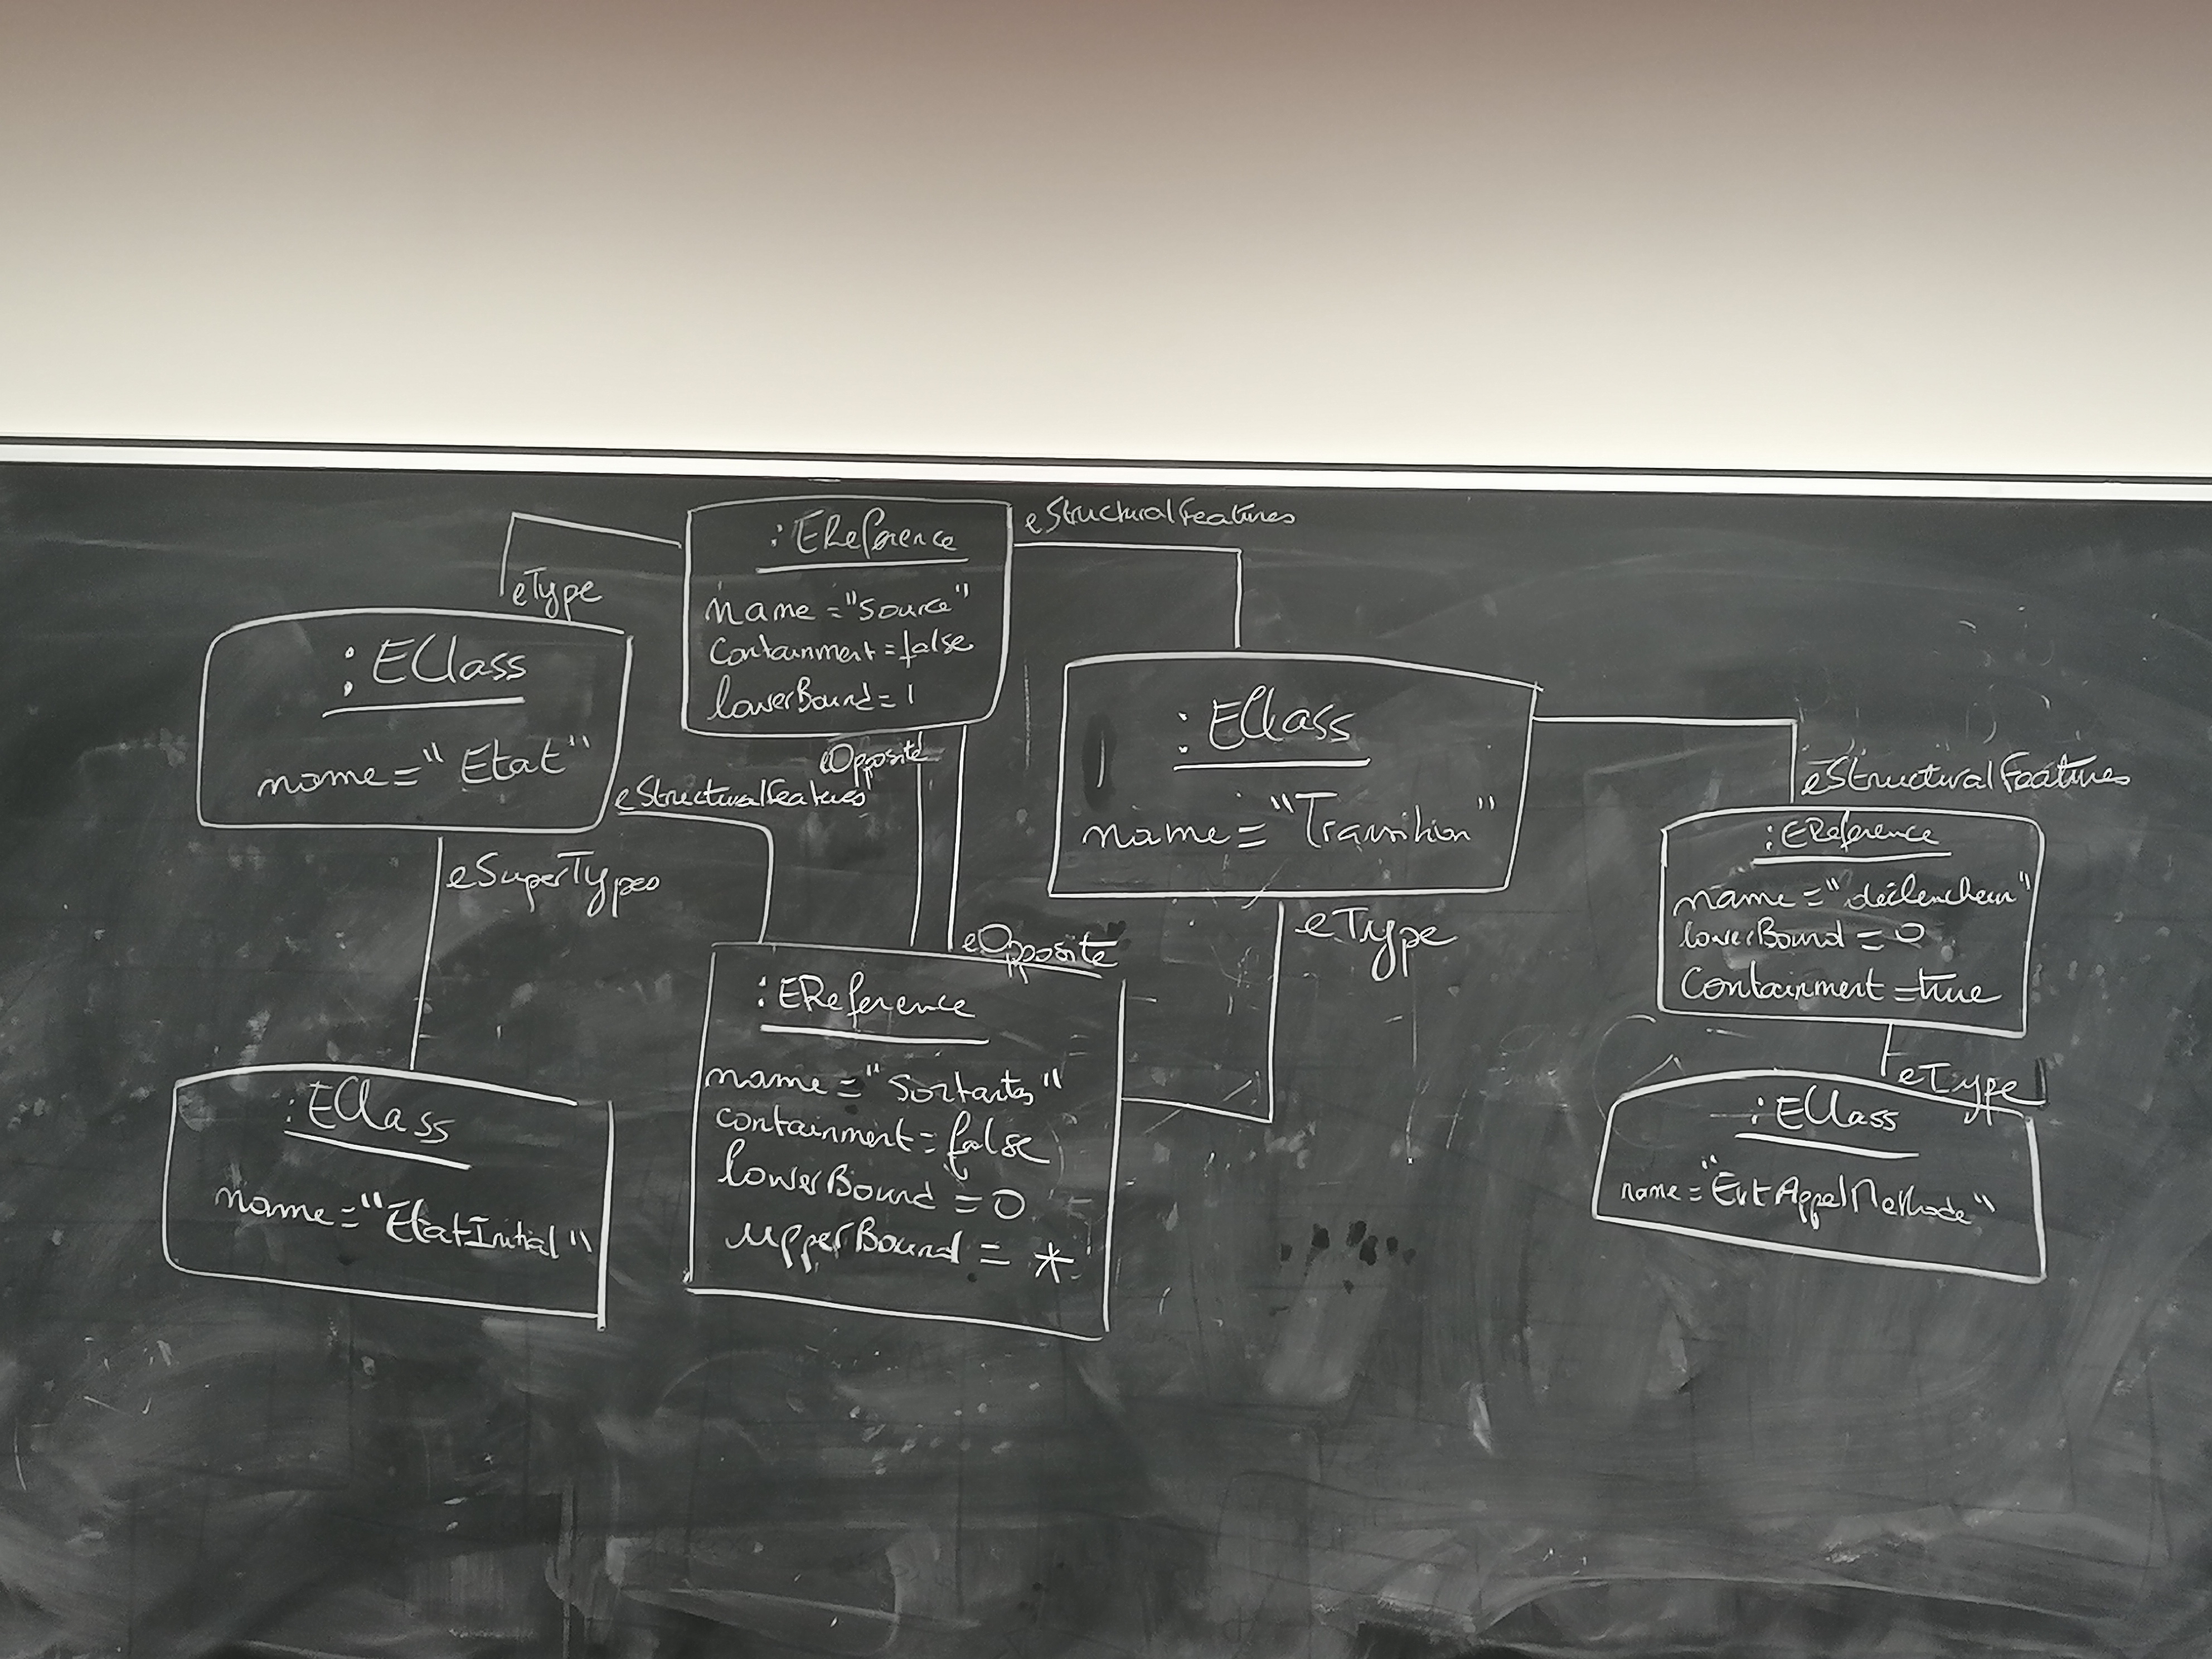 eStructuralFeatures
: EReference
name = "source"
containment = false
lowerBound = 1
eType
: EClass
name = "Etat"
eOpposite
eStructuralFeatures
: EClass
name = "Transition"
eStructuralFeatures
: EReference
name = "déclencheur"
lowerBound = 0
containment = true
eSuperTypes
eType
eOpposite
: EReference
name = "sortantes"
containment = false
lowerBound = 0
upperBound = *
: EClass
name = "EtatInitial"
eType
: EClass
name = "EvtAppelMethode"